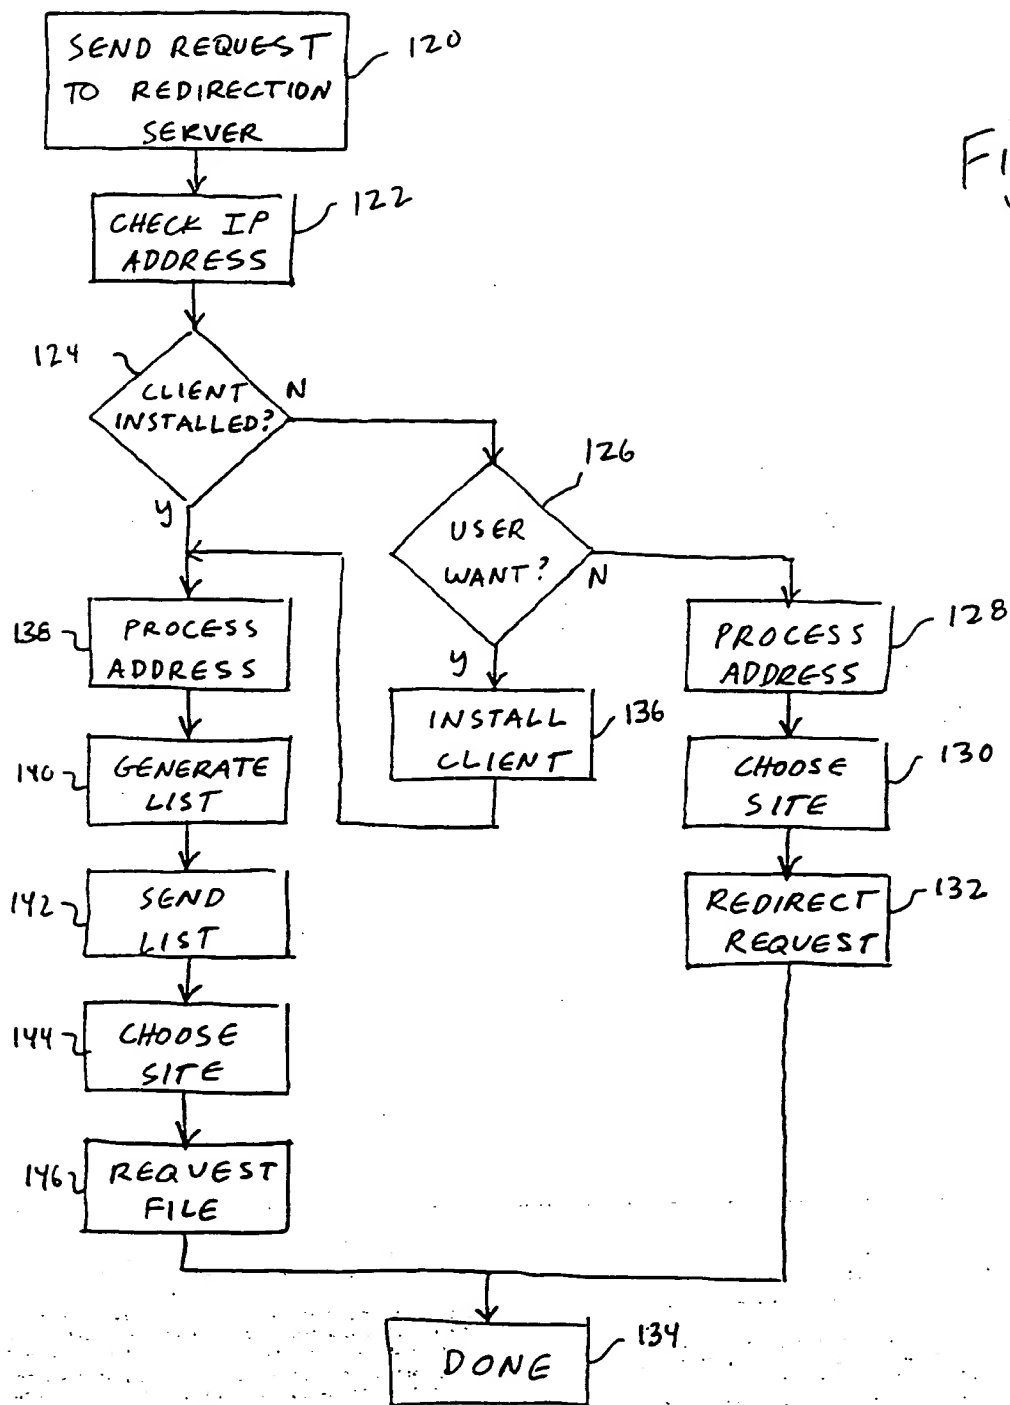 SEND REQUEST
TO REDIRECTION
SERVER
120
CHECK IP
ADDRESS
122
124
CLIENT
INSTALLED?
N
Y
126
USER
WANT?
N
Y
138
PROCESS
ADDRESS
INSTALL
CLIENT
136
PROCESS
ADDRESS
128
140
GENERATE
LIST
CHOOSE
SITE
130
142
SEND
LIST
REDIRECT
REQUEST
132
144
CHOOSE
SITE
146
REQUEST
FILE
DONE
134